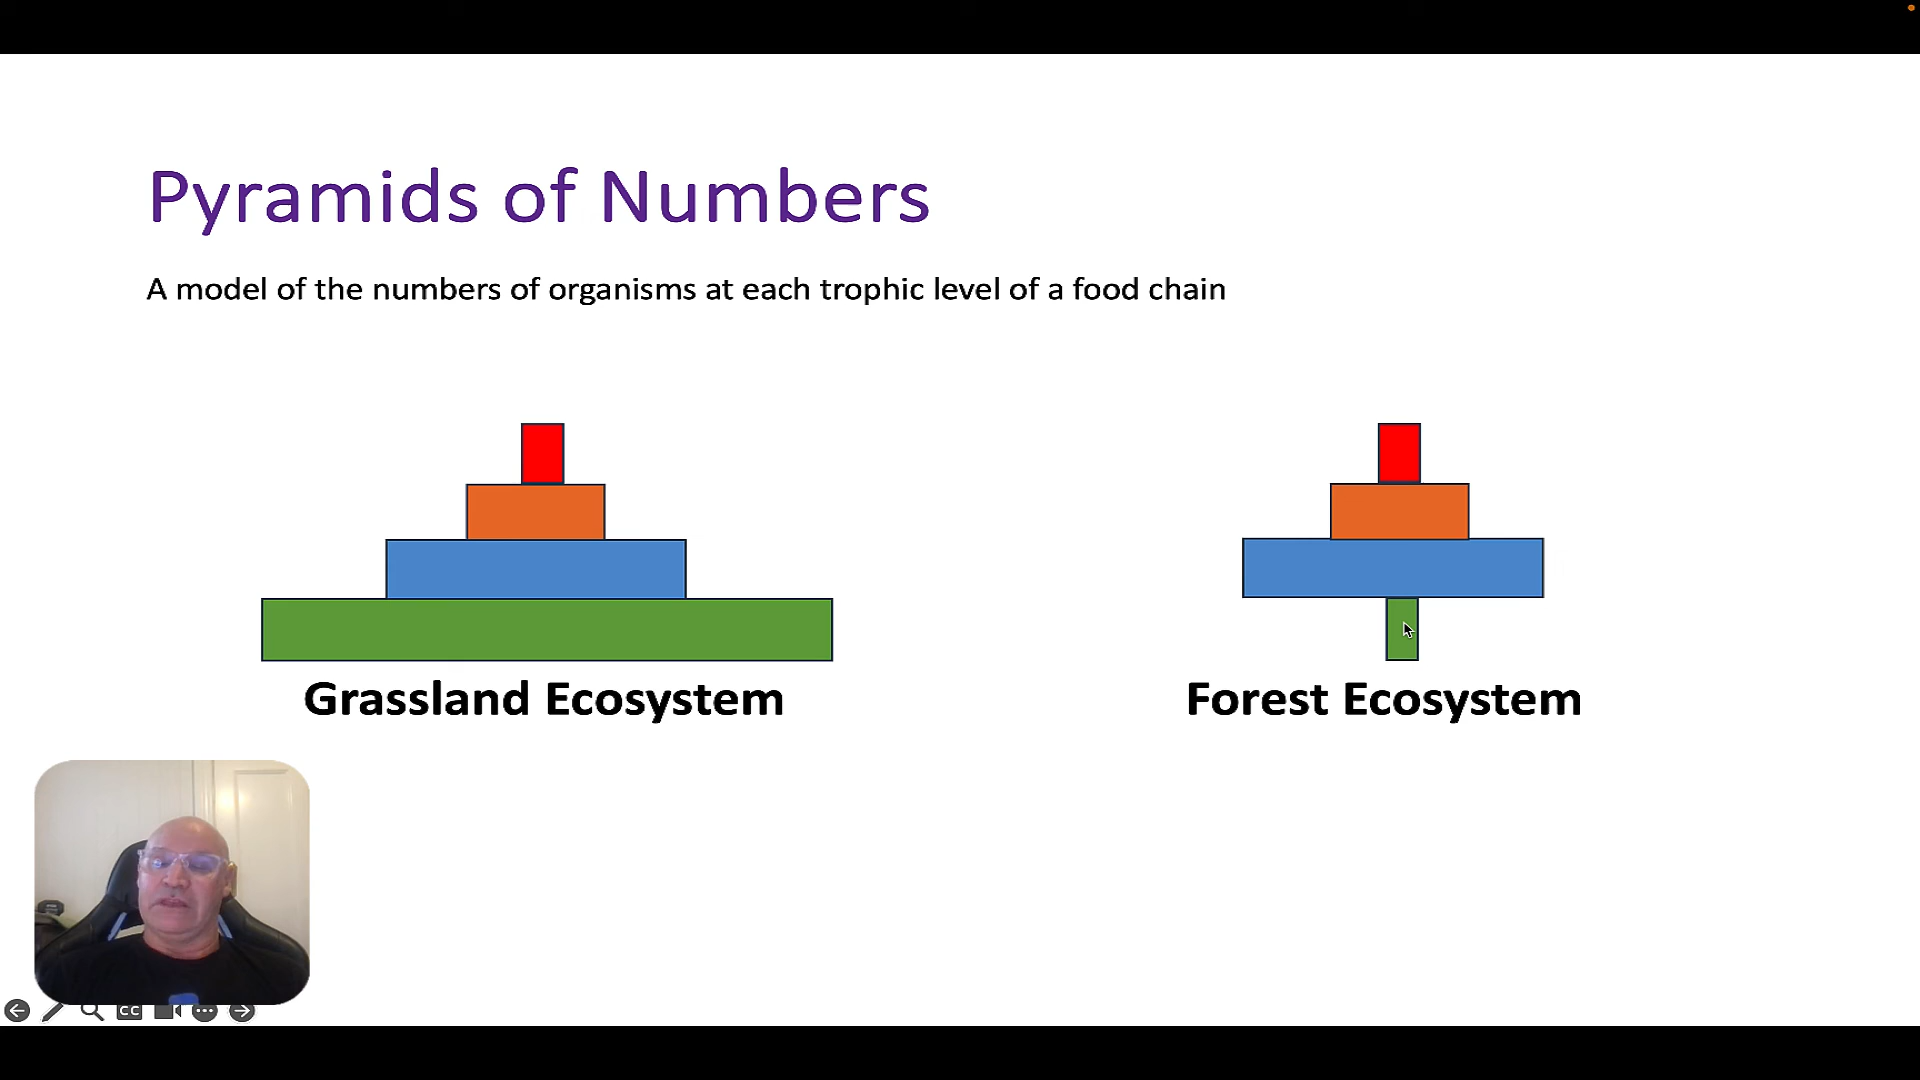 Pyramids of Numbers
A model of the numbers of organisms at each trophic level of a food chain
Grassland Ecosystem
Forest Ecosystem
CC